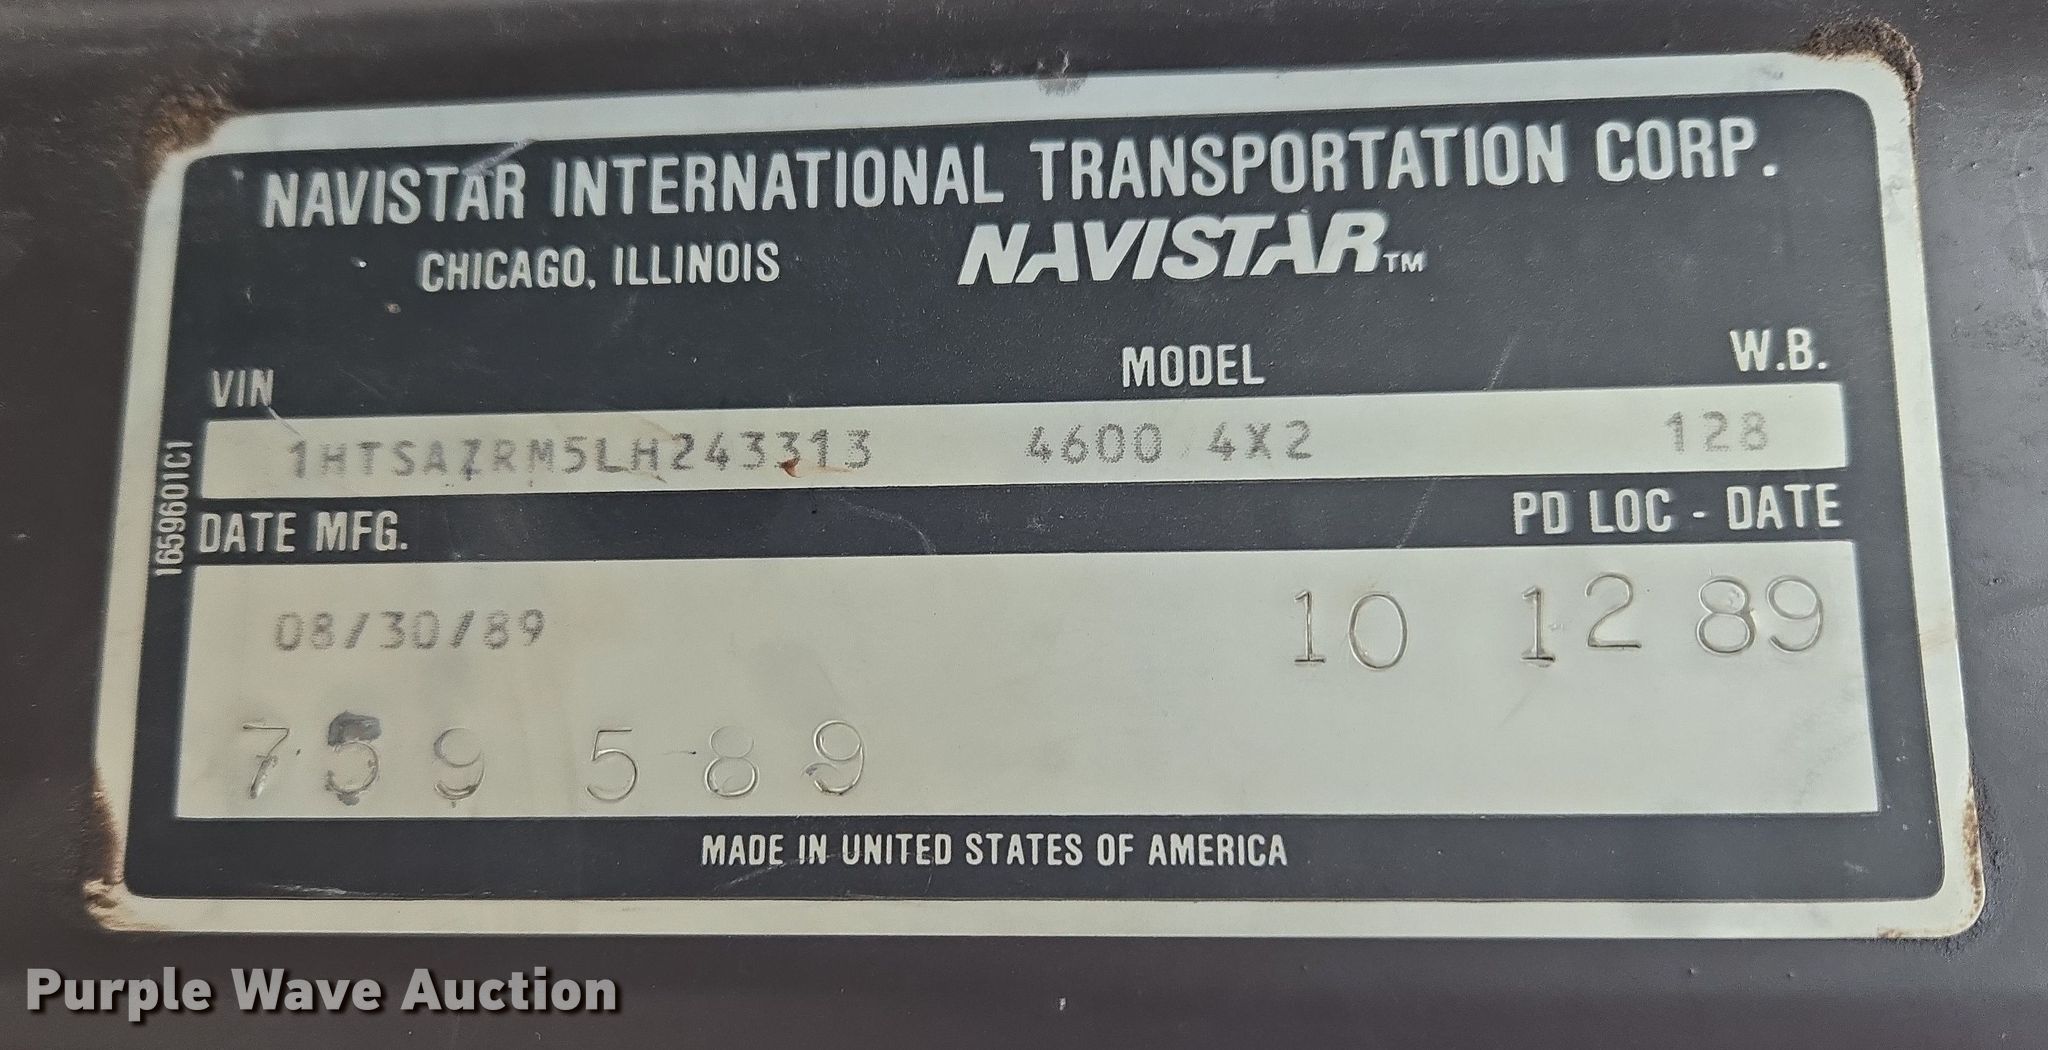 NAVISTAR INTERNATIONAL TRANSPORTATION CORP.
CHICAGO, ILLINOIS NAVISTAR™
VIN MODEL W.B.
1HTSAZRM5LH243313 4600 4X2 128
1659601C1
DATE MFG. PD LOC - DATE
08/30/89 10 12 89
759 5-89
MADE IN UNITED STATES OF AMERICA
Purple Wave Auction